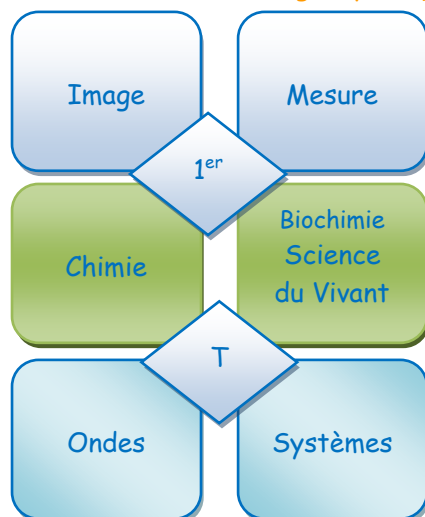 Image
Mesure
1er
Chimie
Biochimie
Science
du Vivant
T
Ondes
Systèmes